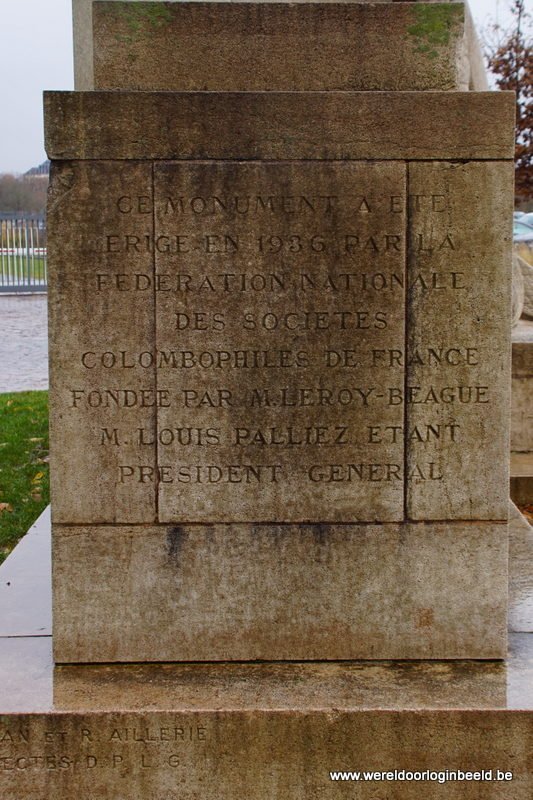 CE MONUMENT A ETE
ERIGE EN 1936 PAR LA
FEDERATION NATIONALE
DES SOCIETES
COLOMBOPHILES DE FRANCE
FONDÉE PAR M. LEROY-BEAGUE
M. LOUIS PALLIEZ ETANT
PRESIDENT GENERAL
AN ET R. AILLERIE
ECTES D. P. L. G.
www.wereldoorloginbeeld.be